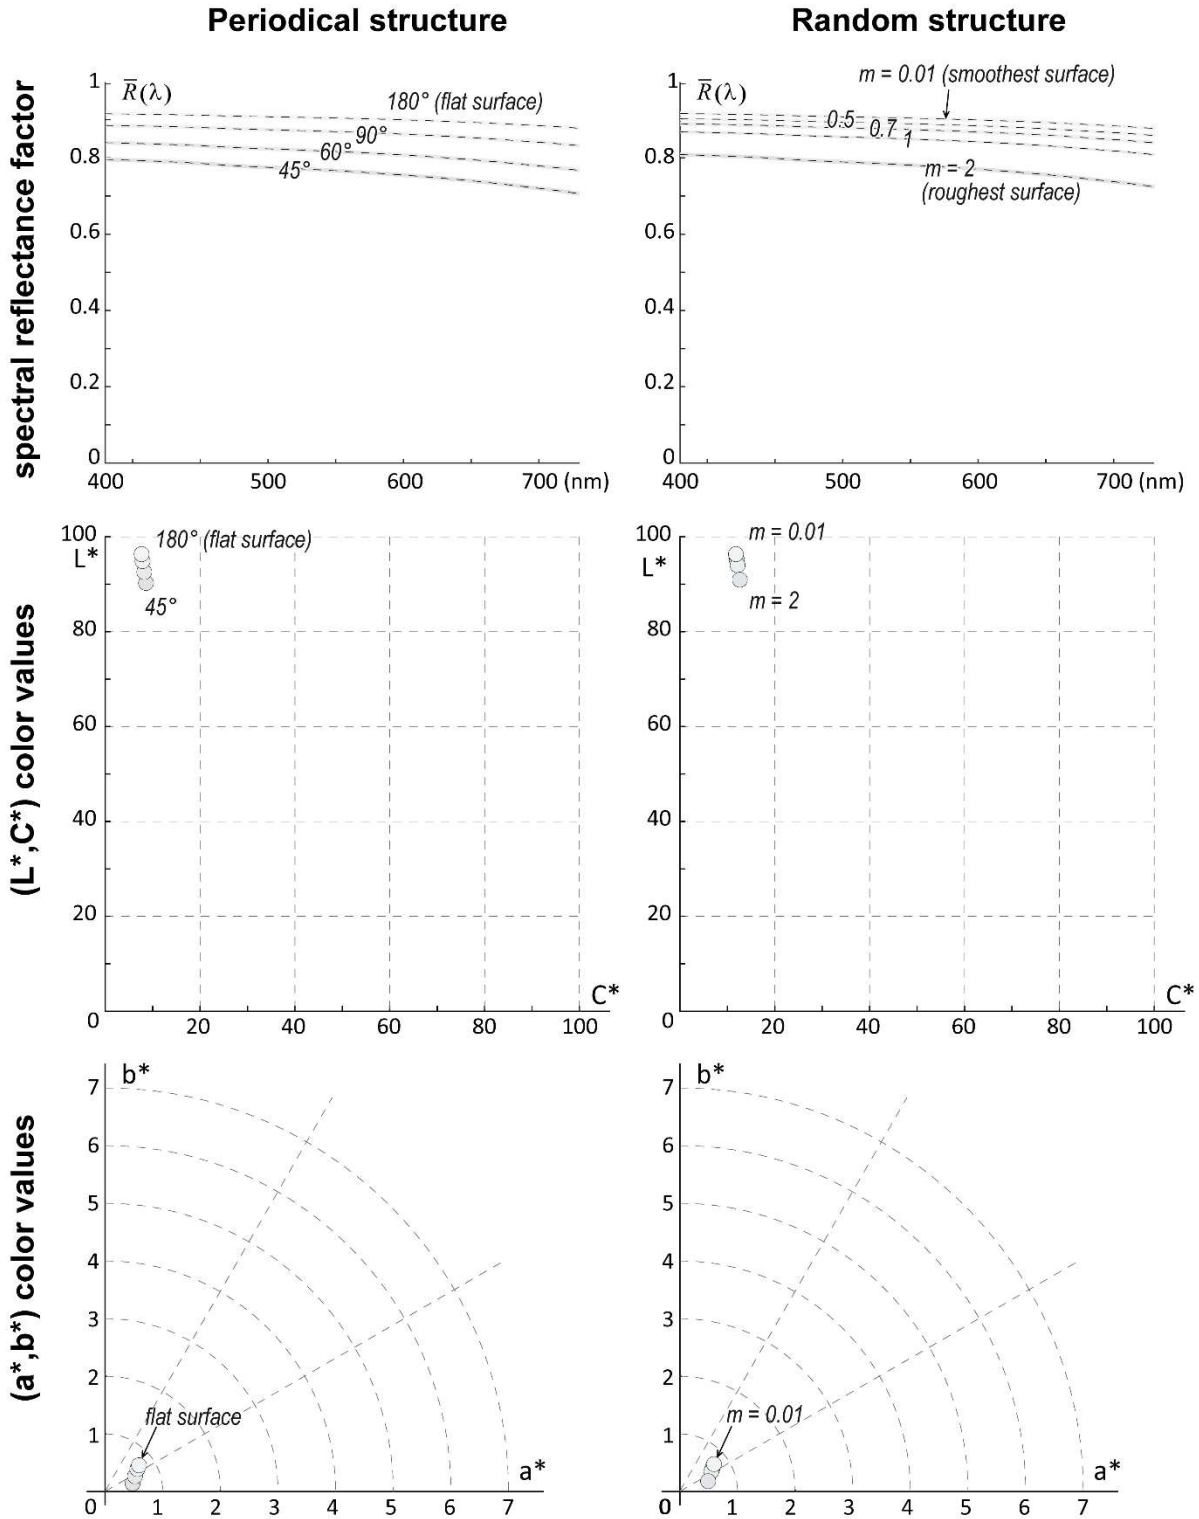 Periodical structure
Random structure
spectral reflectance factor
1
R̅(λ)
180° (flat surface)
90°
60°
45°
0.8
0.6
0.4
0.2
0
400
500
600
700 (nm)
1
R̅(λ)
m = 0.01 (smoothest surface)
0.5
0.7
1
m = 2
(roughest surface)
0.8
0.6
0.4
0.2
0
400
500
600
700 (nm)
(L*,C*) color values
100
L*
180° (flat surface)
45°
80
60
40
20
0
C*
20
40
60
80
100
100
L*
m = 0.01
m = 2
80
60
40
20
0
C*
20
40
60
80
100
(a*,b*) color values
b*
7
6
5
4
3
2
1
flat surface
a*
0
1
2
3
4
5
6
7
b*
7
6
5
4
3
2
1
m = 0.01
a*
0
1
2
3
4
5
6
7